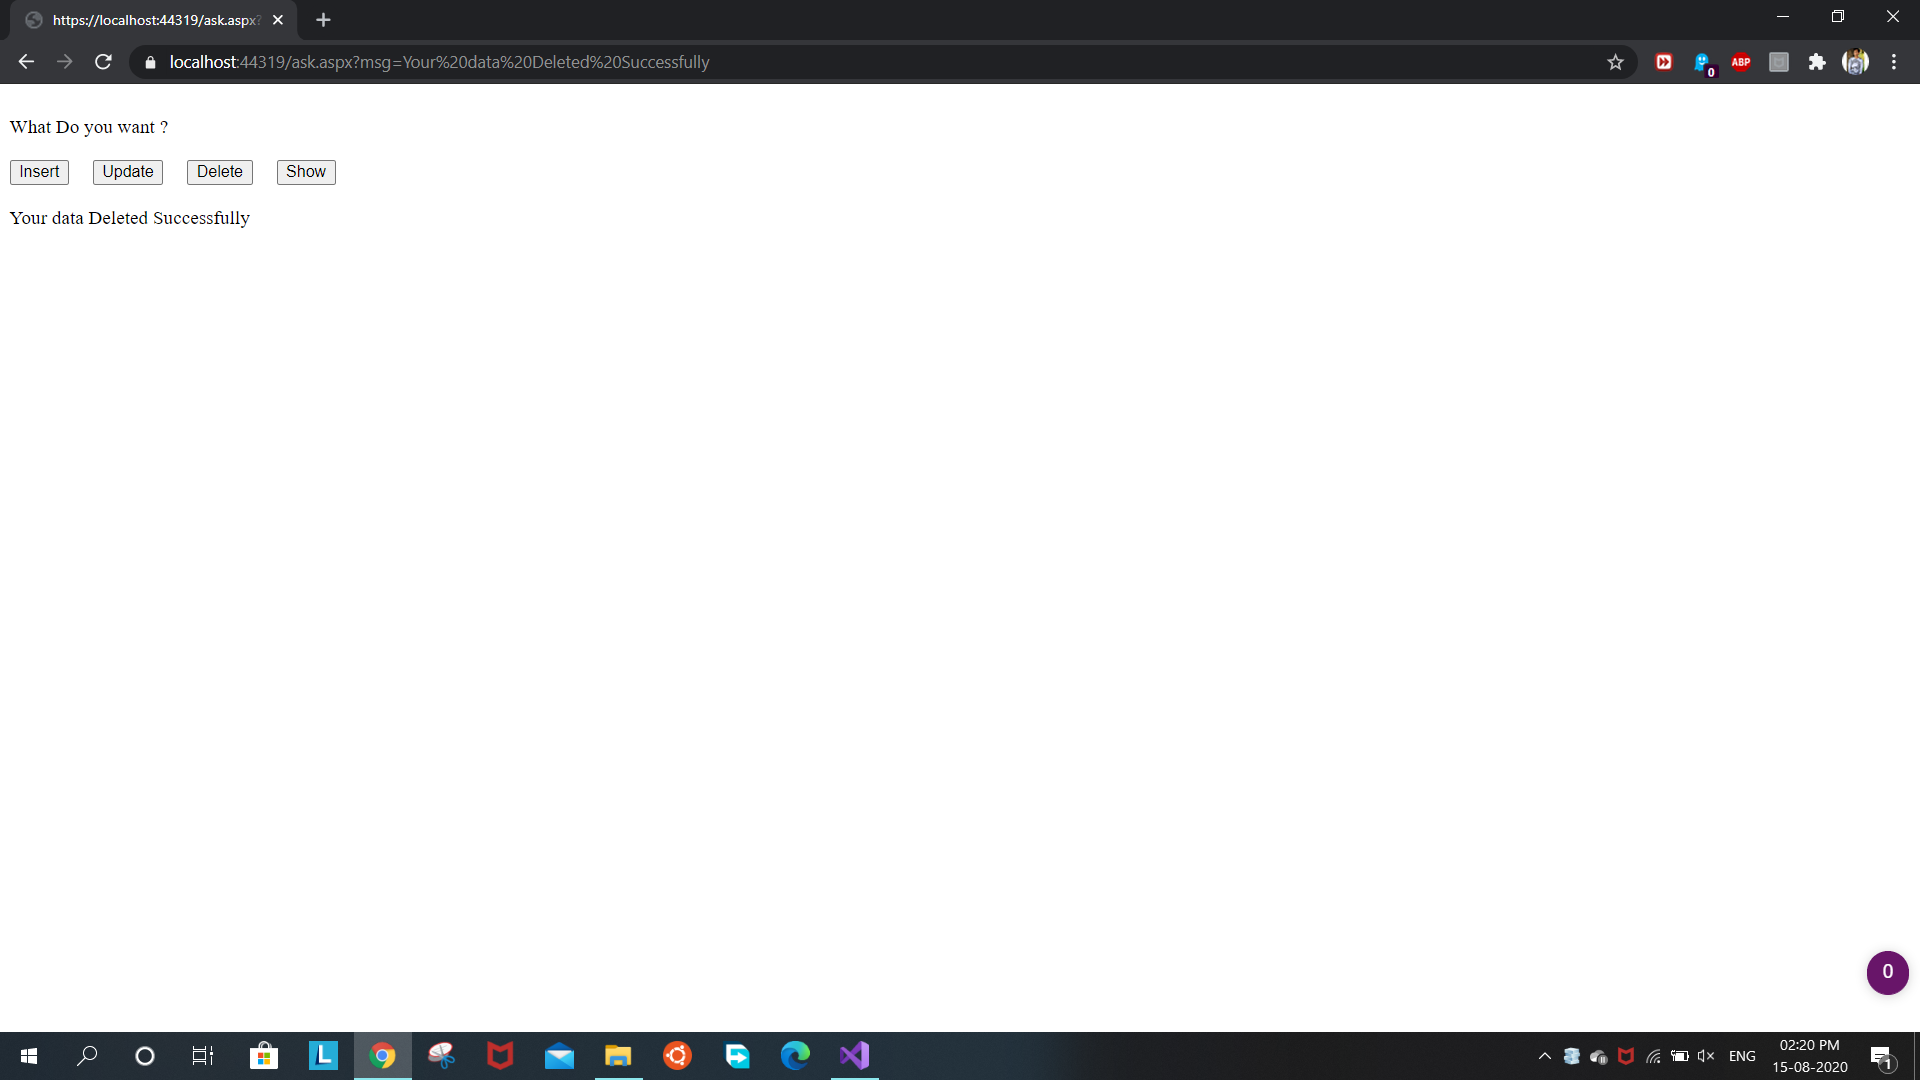 https://localhost:44319/ask.aspx?
localhost:44319/ask.aspx?msg=Your%20data%20Deleted%20Successfully
0
ABP
What Do you want ?
Insert Update Delete Show
Your data Deleted Successfully
0
L
ENG
02:20 PM
15-08-2020
1